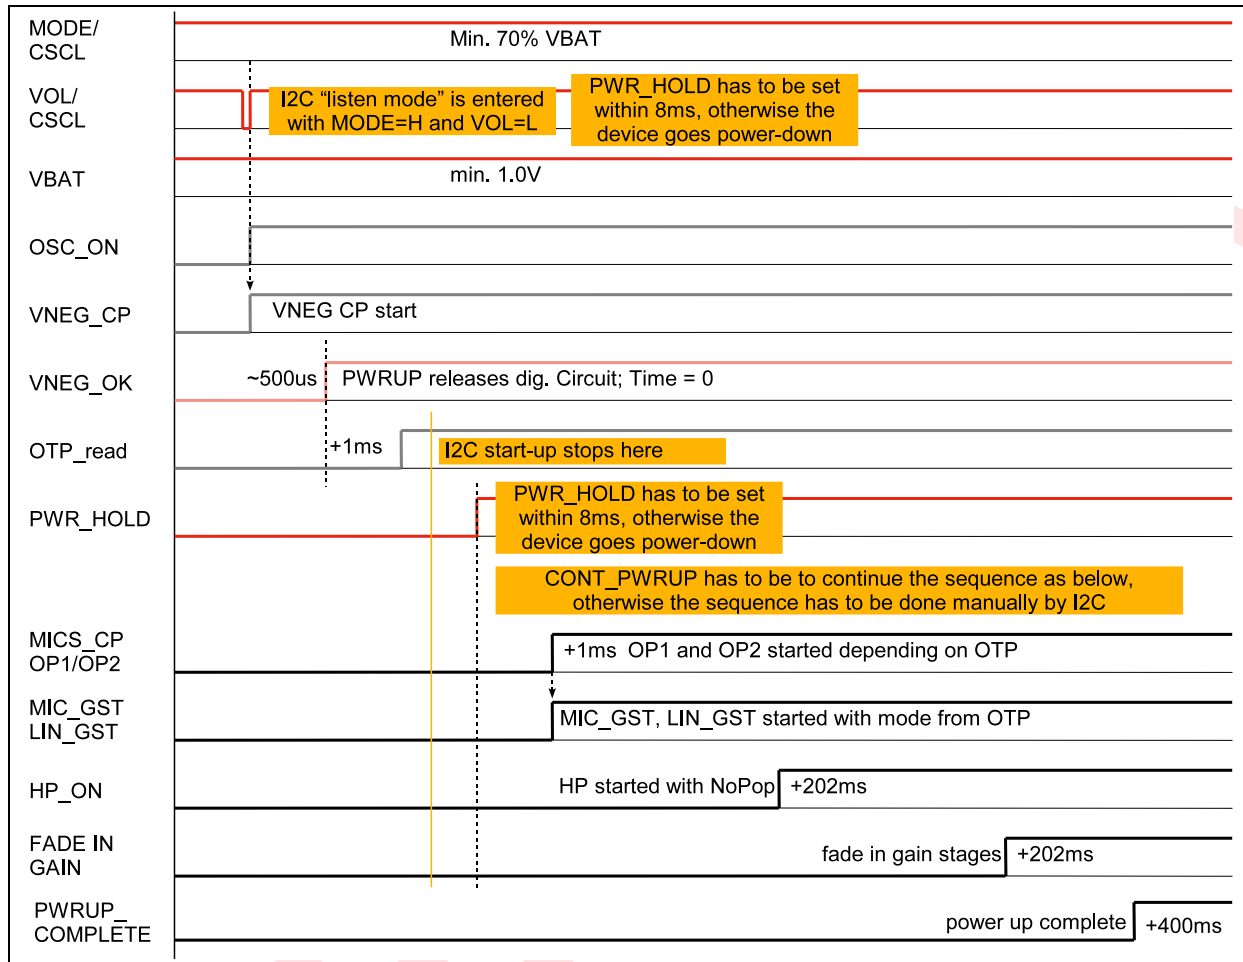 MODE/
CSCL
Min. 70% VBAT
VOL/
CSCL
I2C “listen mode” is entered
with MODE=H and VOL=L
PWR_HOLD has to be set
within 8ms, otherwise the
device goes power-down
VBAT
min. 1.0V
OSC_ON
VNEG_CP
VNEG CP start
VNEG_OK
~500us
PWRUP releases dig. Circuit; Time = 0
OTP_read
+1ms
I2C start-up stops here
PWR_HOLD
PWR_HOLD has to be set
within 8ms, otherwise the
device goes power-down
CONT_PWRUP has to be to continue the sequence as below,
otherwise the sequence has to be done manually by I2C
MICS_CP
OP1/OP2
+1ms OP1 and OP2 started depending on OTP
MIC_GST
LIN_GST
MIC_GST, LIN_GST started with mode from OTP
HP_ON
HP started with NoPop
+202ms
FADE IN
GAIN
fade in gain stages
+202ms
PWRUP_
COMPLETE
power up complete
+400ms